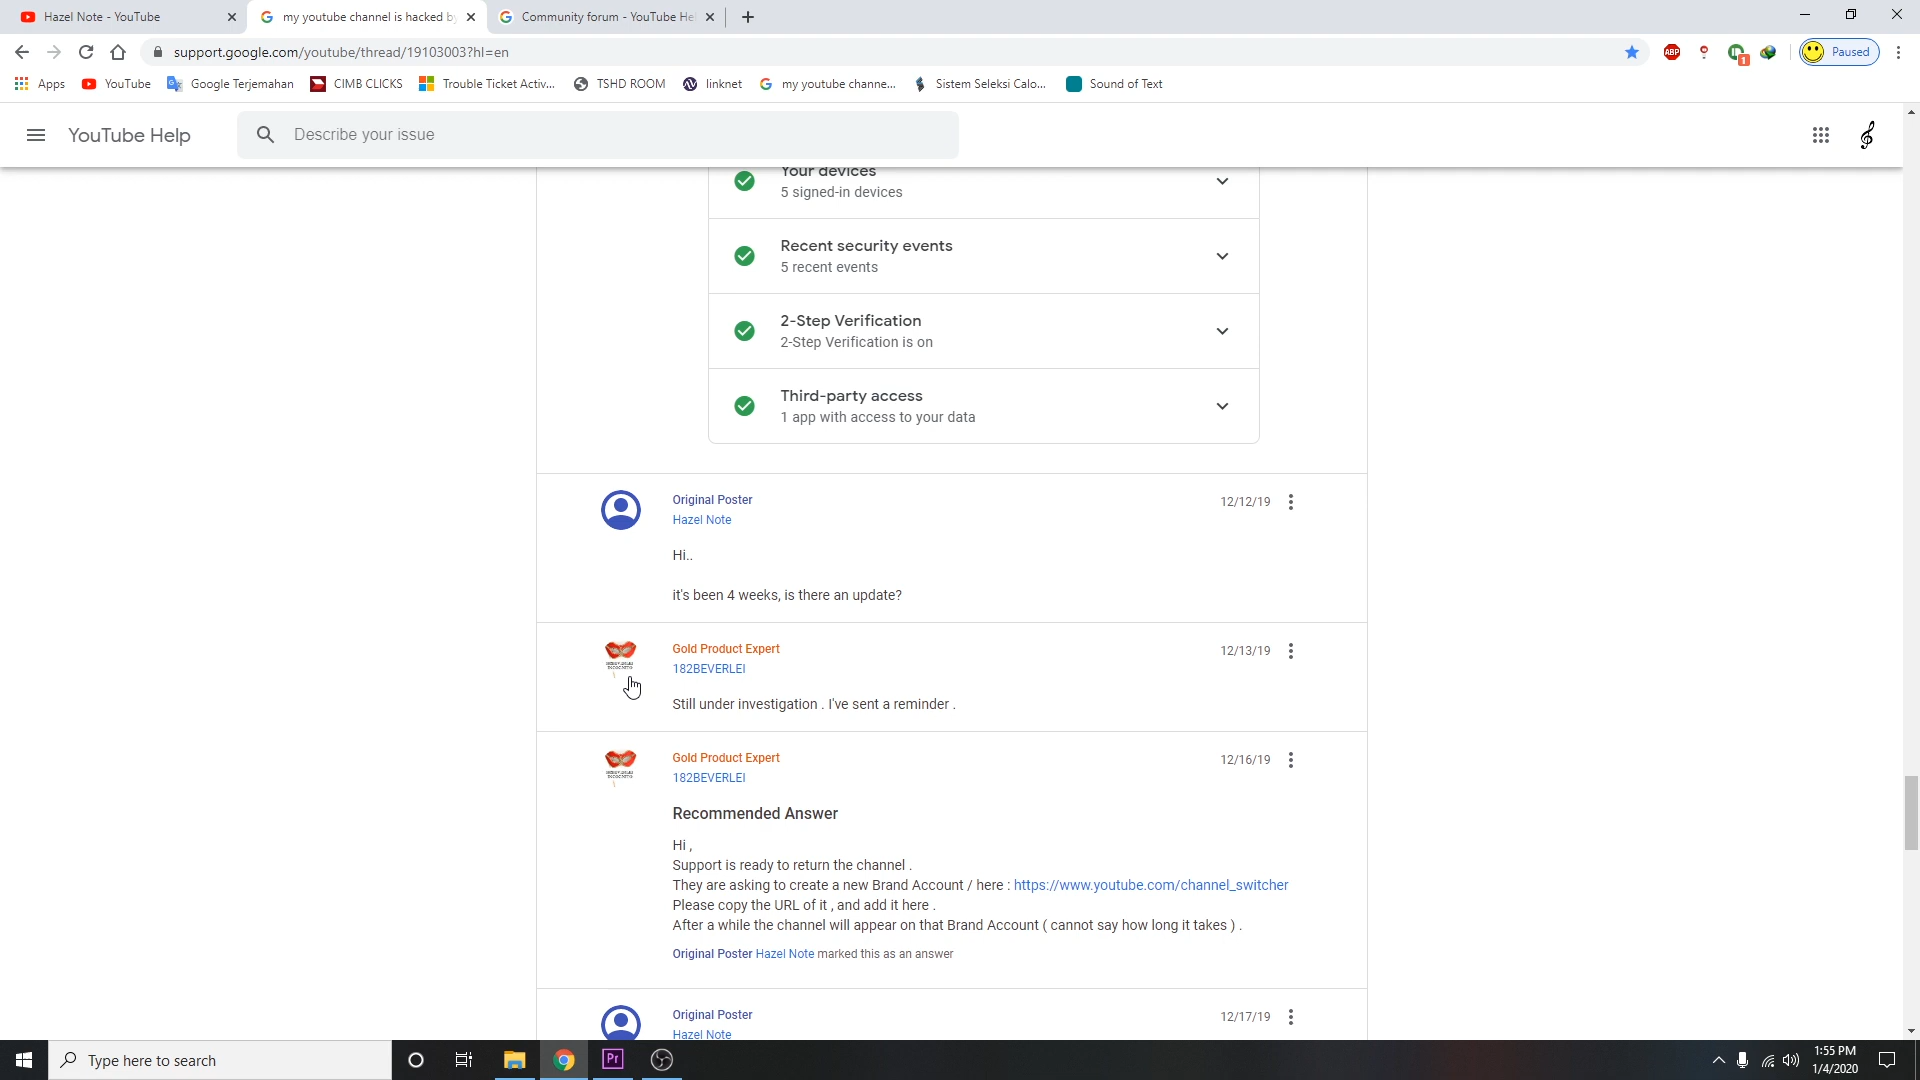 Hazel Note - YouTube
my youtube channel is hacked by
Community forum - YouTube He
support.google.com/youtube/thread/19103003?hl=en
ABP
1
Paused
Apps
YouTube
Google Terjemahan
CIMB CLICKS
Trouble Ticket Activ...
TSHD ROOM
linknet
my youtube channe...
Sistem Seleksi Calo...
Sound of Text
YouTube Help
Describe your issue
Your devices
5 signed-in devices
Recent security events
5 recent events
2-Step Verification
2-Step Verification is on
Third-party access
1 app with access to your data
Original Poster
12/12/19
Hazel Note
Hi..
it's been 4 weeks, is there an update?
Gold Product Expert
12/13/19
182BEVERLEI
Still under investigation . I've sent a reminder .
Gold Product Expert
12/16/19
182BEVERLEI
Recommended Answer
Hi ,
Support is ready to return the channel .
They are asking to create a new Brand Account / here : https://www.youtube.com/channel_switcher
Please copy the URL of it , and add it here .
After a while the channel will appear on that Brand Account ( cannot say how long it takes ) .
Original Poster Hazel Note marked this as an answer
Original Poster
12/17/19
Hazel Note
Type here to search
Pr
1:55 PM
1/4/2020